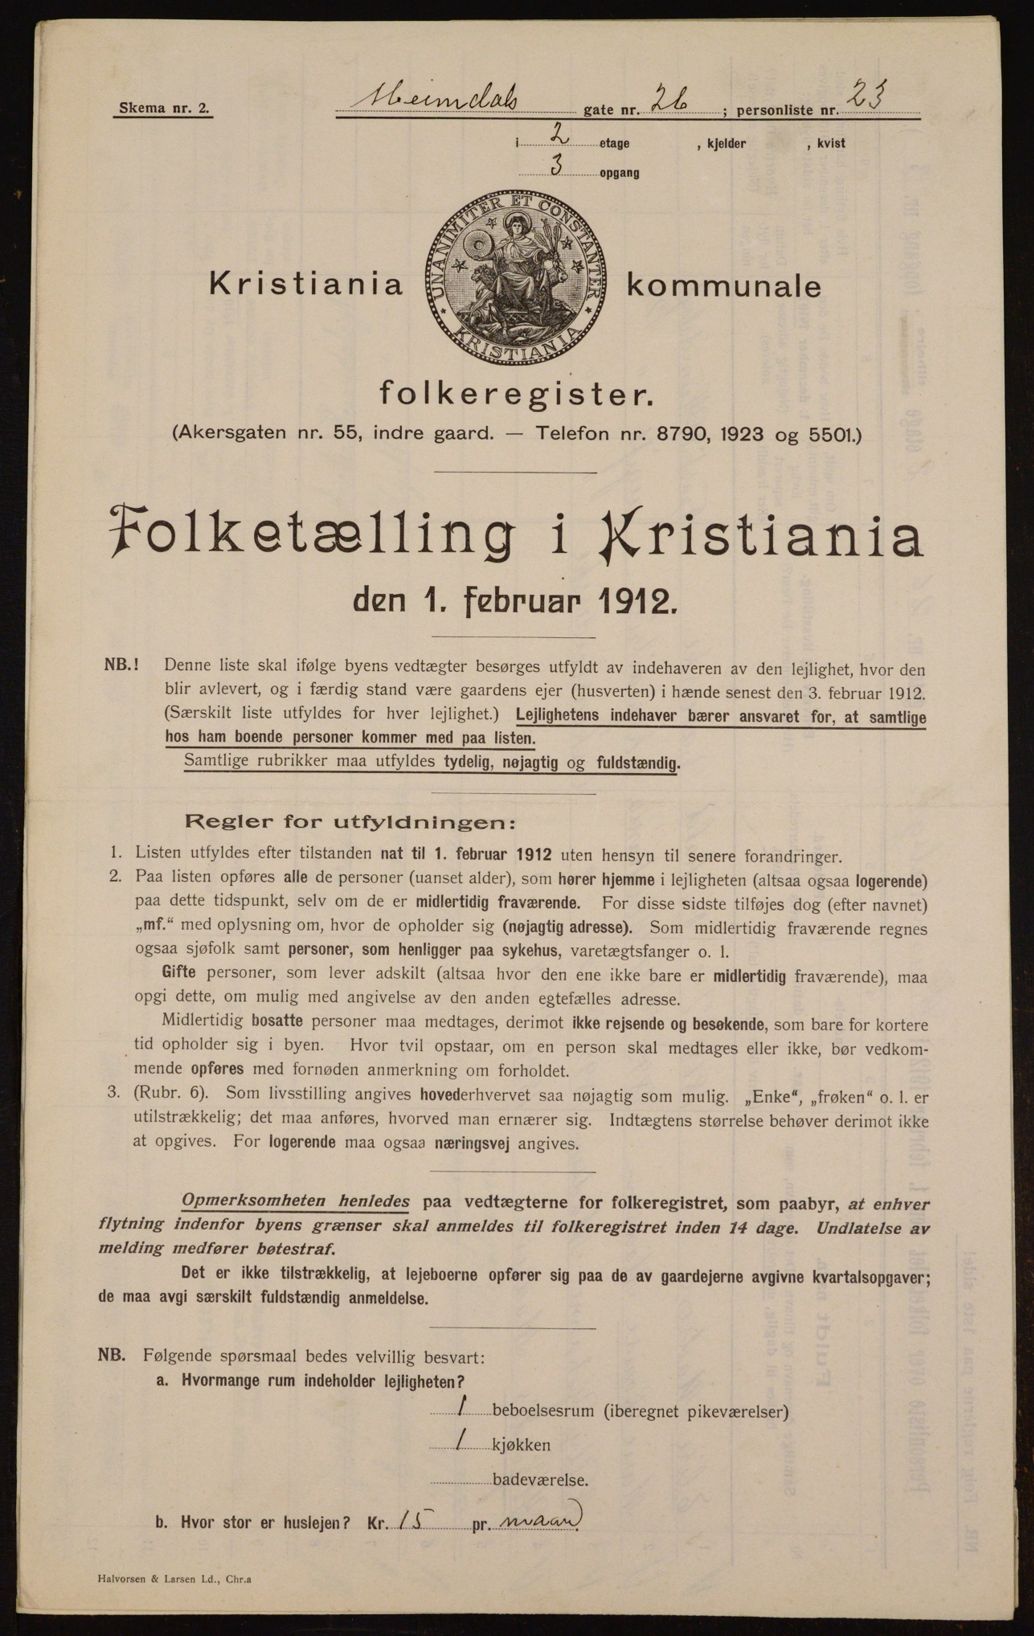 Skema nr. 2.
Heimdals gate nr. 26 ; personliste nr. 23
i 2 etage , kjelder , kvist
3 opgang
UNANIMITER ET CONSTANTER
KRISTIANIA
Kristiania kommunale
folkeregister.
(Akersgaten nr. 55, indre gaard. — Telefon nr. 8790, 1923 og 5501.)
Folketælling i Kristiania
den 1. februar 1912.
NB.! Denne liste skal ifølge byens vedtægter besørges utfyldt av indehaveren av den lejlighet, hvor den
blir avlevert, og i færdig stand være gaardens ejer (husverten) i hænde senest den 3. februar 1912.
(Særskilt liste utfyldes for hver lejlighet.) Lejlighetens indehaver bærer ansvaret for, at samtlige
hos ham boende personer kommer med paa listen.
Samtlige rubrikker maa utfyldes tydelig, nøjagtig og fuldstændig.
Regler for utfyldningen:
1. Listen utfyldes efter tilstanden nat til 1. februar 1912 uten hensyn til senere forandringer.
2. Paa listen opføres alle de personer (uanset alder), som hører hjemme i lejligheten (altsaa ogsaa logerende)
paa dette tidspunkt, selv om de er midlertidig fraværende. For disse sidste tilføjes dog (efter navnet)
„mf.“ med oplysning om, hvor de opholder sig (nøjagtig adresse). Som midlertidig fraværende regnes
ogsaa sjøfolk samt personer, som henligger paa sykehus, varetægtsfanger o. l.
Gifte personer, som lever adskilt (altsaa hvor den ene ikke bare er midlertidig fraværende), maa
opgi dette, om mulig med angivelse av den anden egtefælles adresse.
Midlertidig bosatte personer maa medtages, derimot ikke rejsende og besøkende, som bare for kortere
tid opholder sig i byen. Hvor tvil opstaar, om en person skal medtages eller ikke, bør vedkom-
mende opføres med fornøden anmerkning om forholdet.
3. (Rubr. 6). Som livsstilling angives hovederhvervet saa nøjagtig som mulig. „Enke“, „frøken“ o. l. er
utilstrækkelig; det maa anføres, hvorved man ernærer sig. Indtægtens størrelse behøver derimot ikke
at opgives. For logerende maa ogsaa næringsvej angives.
Opmerksomheten henledes paa vedtægterne for folkeregistret, som paabyr, at enhver
flytning indenfor byens grænser skal anmeldes til folkeregistret inden 14 dage. Undlatelse av
melding medfører bøtestraf.
Det er ikke tilstrækkelig, at lejeboerne opfører sig paa de av gaardejerne avgivne kvartalsopgaver;
de maa avgi særskilt fuldstændig anmeldelse.
NB. Følgende spørsmaal bedes velvillig besvart:
a. Hvormange rum indeholder lejligheten?
1 beboelsesrum (iberegnet pikeværelser)
1 kjøkken
badeværelse.
b. Hvor stor er huslejen? Kr. 15 pr. maan
Halvorsen & Larsen Ld., Chr.a